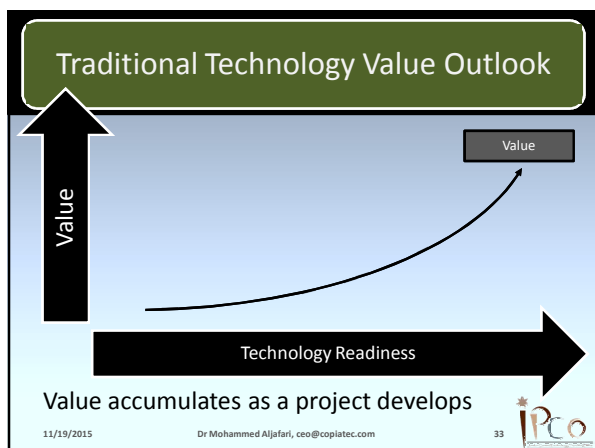 Traditional Technology Value Outlook
Value
Value
Technology Readiness
Value accumulates as a project develops
11/19/2015
Dr Mohammed Aljafari, ceo@copiatec.com
33
IPCO